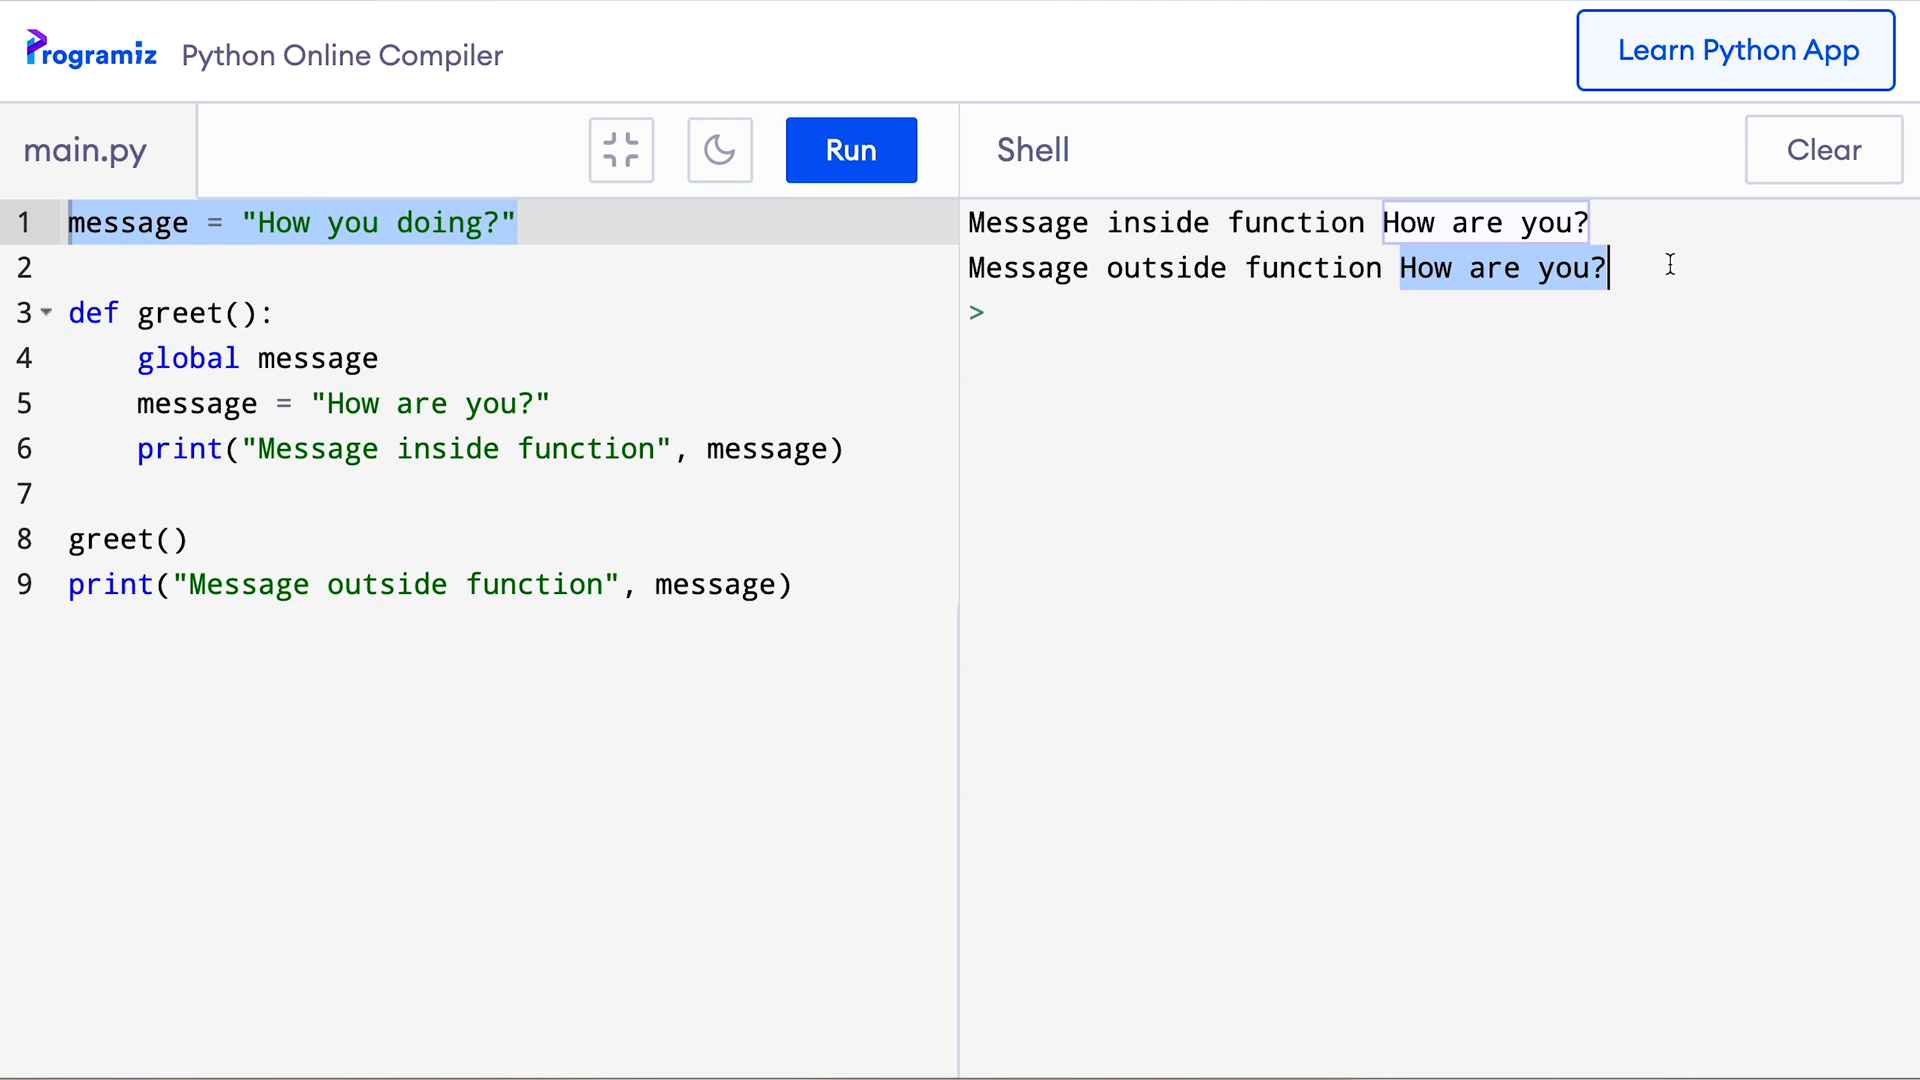 Programiz Python Online Compiler
Learn Python App
main.py
Run
Shell
Clear
1 message = "How you doing?"
2
3 def greet():
4     global message
5     message = "How are you?"
6     print("Message inside function", message)
7
8 greet()
9 print("Message outside function", message)
Message inside function How are you?
Message outside function How are you?
>